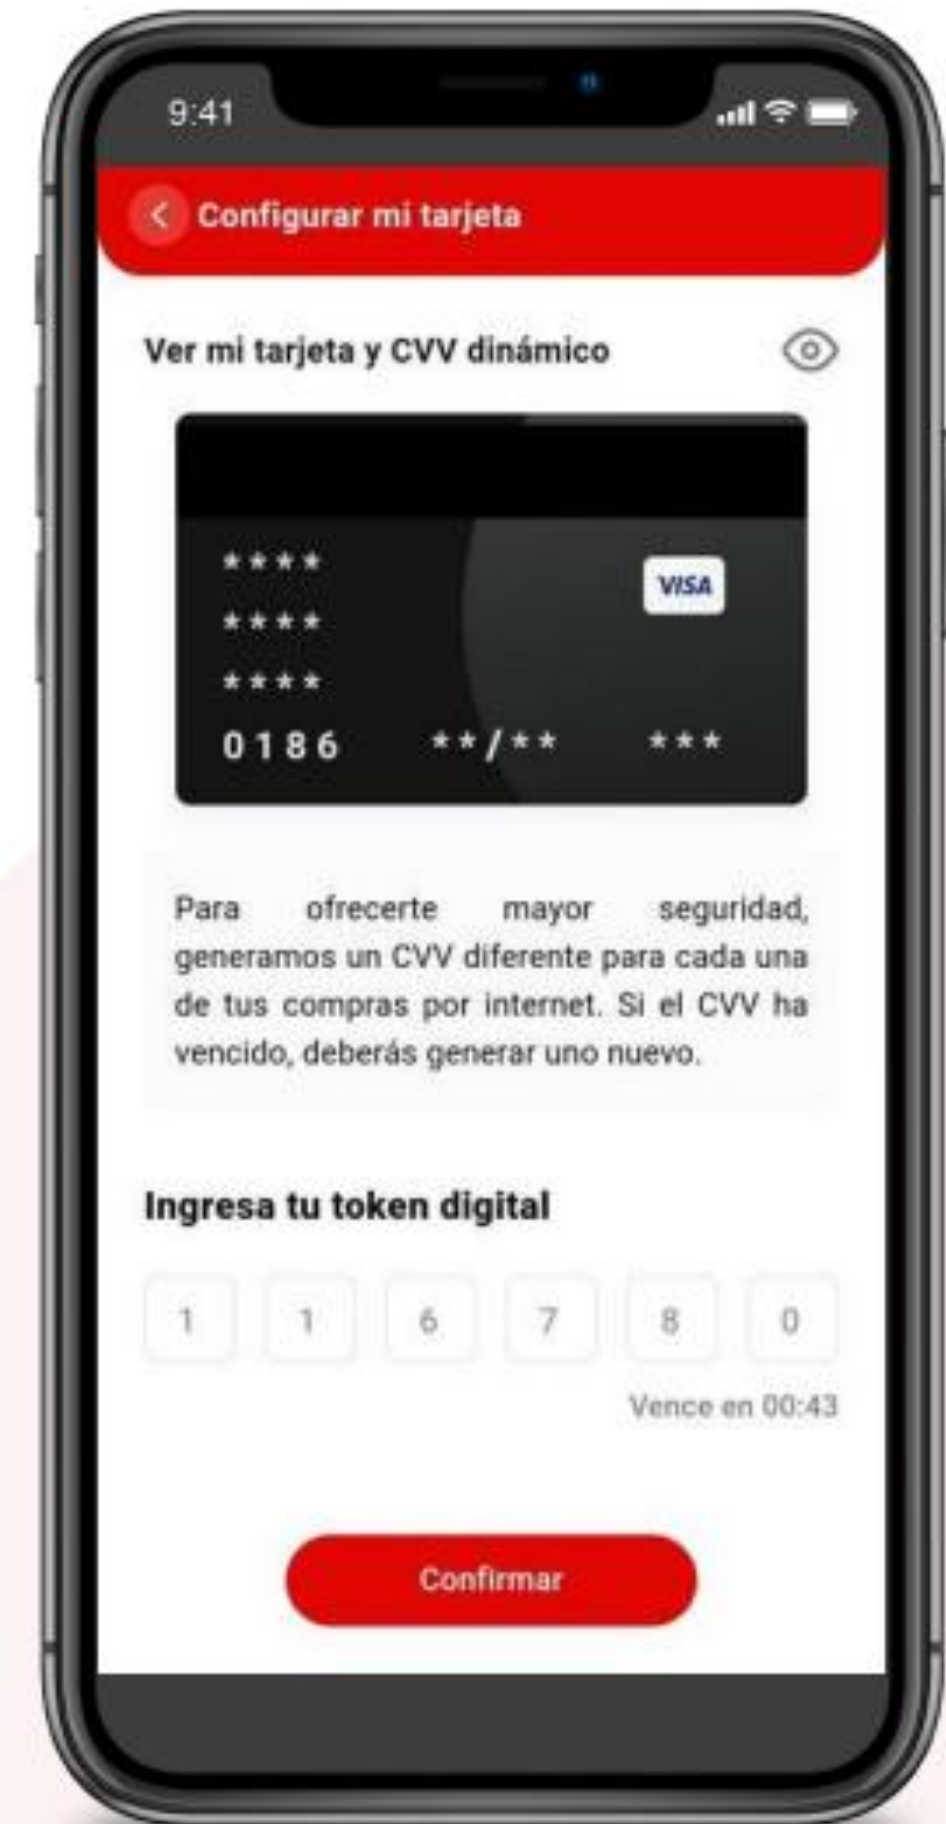 9:41
Configurar mi tarjeta
Ver mi tarjeta y CVV dinámico
****
VISA
****
****
0186 **/** ***
Para ofrecerte mayor seguridad,
generamos un CVV diferente para cada una
de tus compras por internet. Si el CVV ha
vencido, deberás generar uno nuevo.
Ingresa tu token digital
1 1 6 7 8 0
Vence en 00:43
Confirmar